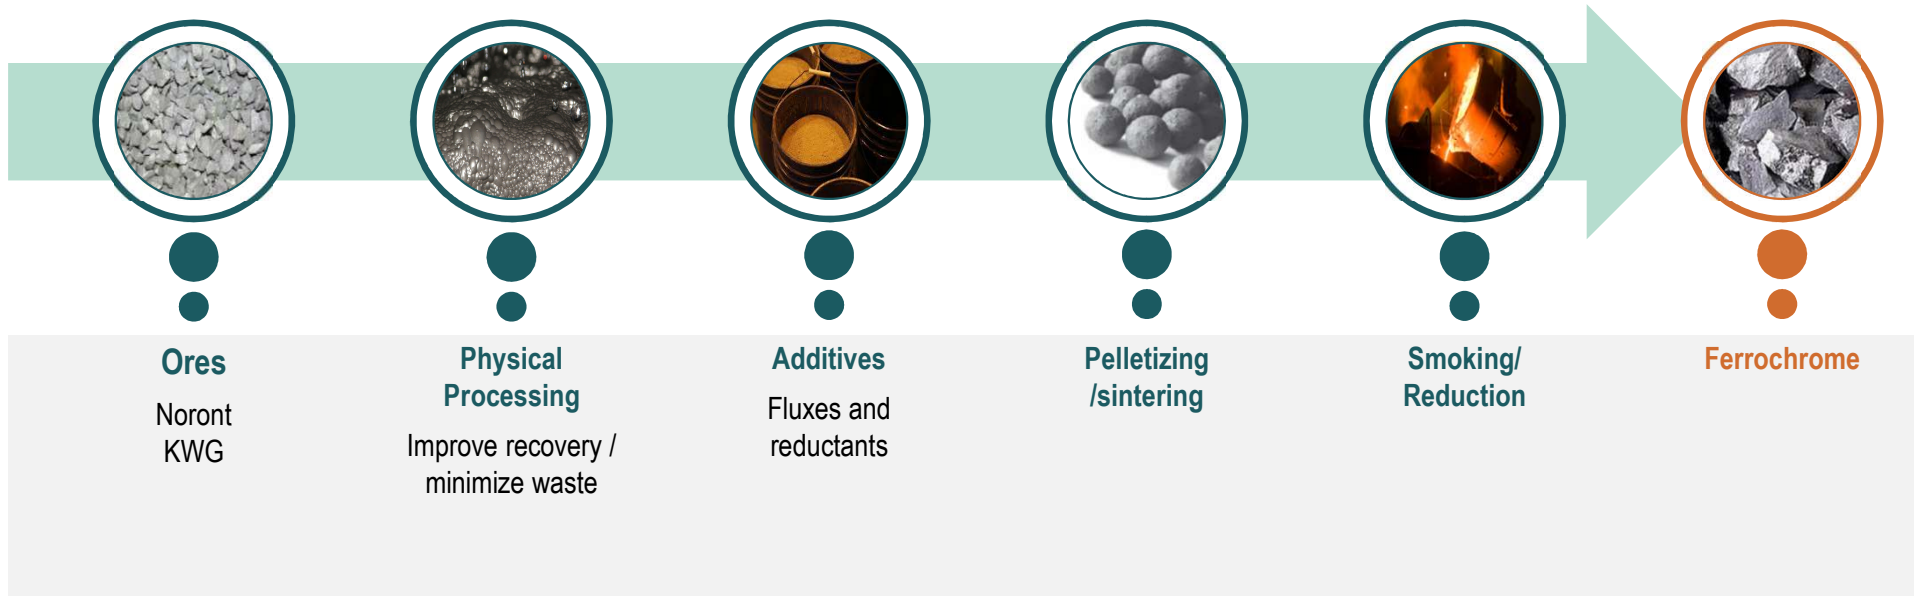 Ores
Noront
KWG
Physical
Processing
Improve recovery /
minimize waste
Additives
Fluxes and
reductants
Pelletizing
/sintering
Smoking/
Reduction
Ferrochrome